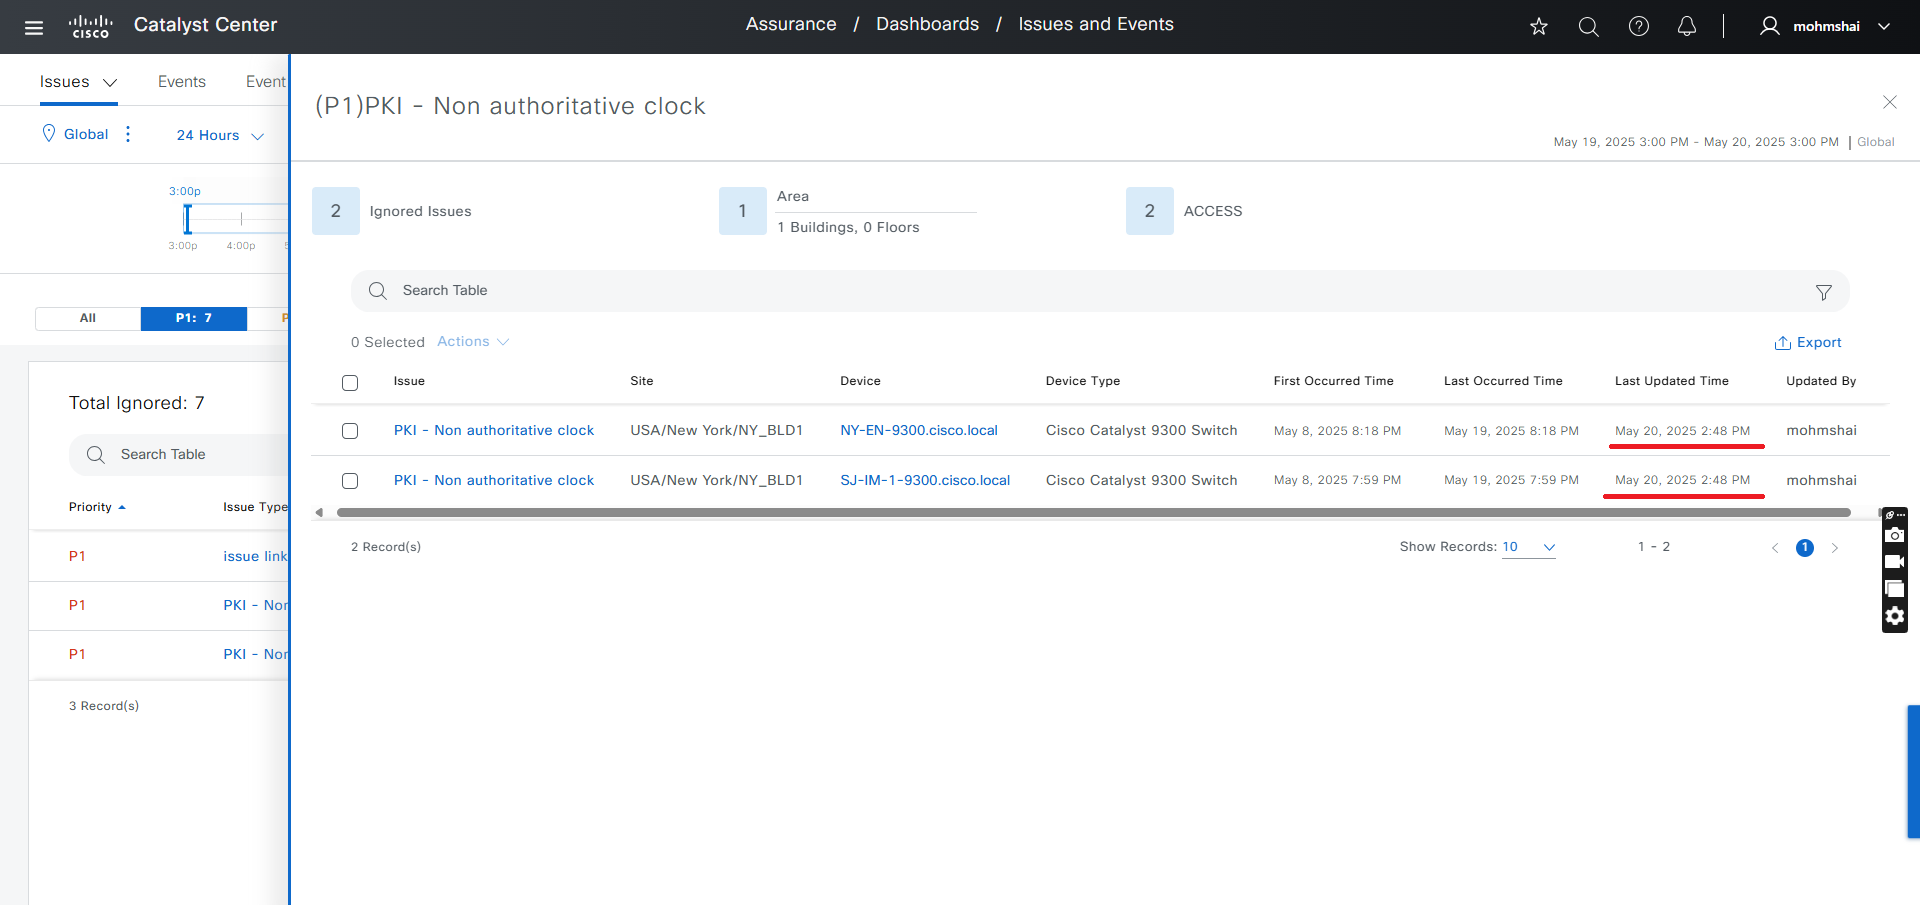 cisco Catalyst Center
Assurance / Dashboards / Issues and Events
mohmshai
Issues Events Event
Global 24 Hours
3:00p
3:00p 4:00p
All P1: 7
Total Ignored: 7
Search Table
Priority Issue Type
P1 issue link
P1 PKI - Nor
P1 PKI - Nor
3 Record(s)
(P1)PKI - Non authoritative clock
May 19, 2025 3:00 PM - May 20, 2025 3:00 PM | Global
2 Ignored Issues
1 Area
1 Buildings, 0 Floors
2 ACCESS
Search Table
0 Selected Actions Export
Issue Site Device Device Type First Occurred Time Last Occurred Time Last Updated Time Updated By
PKI - Non authoritative clock USA/New York/NY_BLD1 NY-EN-9300.cisco.local Cisco Catalyst 9300 Switch May 8, 2025 8:18 PM May 19, 2025 8:18 PM May 20, 2025 2:48 PM mohmshai
PKI - Non authoritative clock USA/New York/NY_BLD1 SJ-IM-1-9300.cisco.local Cisco Catalyst 9300 Switch May 8, 2025 7:59 PM May 19, 2025 7:59 PM May 20, 2025 2:48 PM mohmshai
2 Record(s) Show Records: 10 1 - 2 1